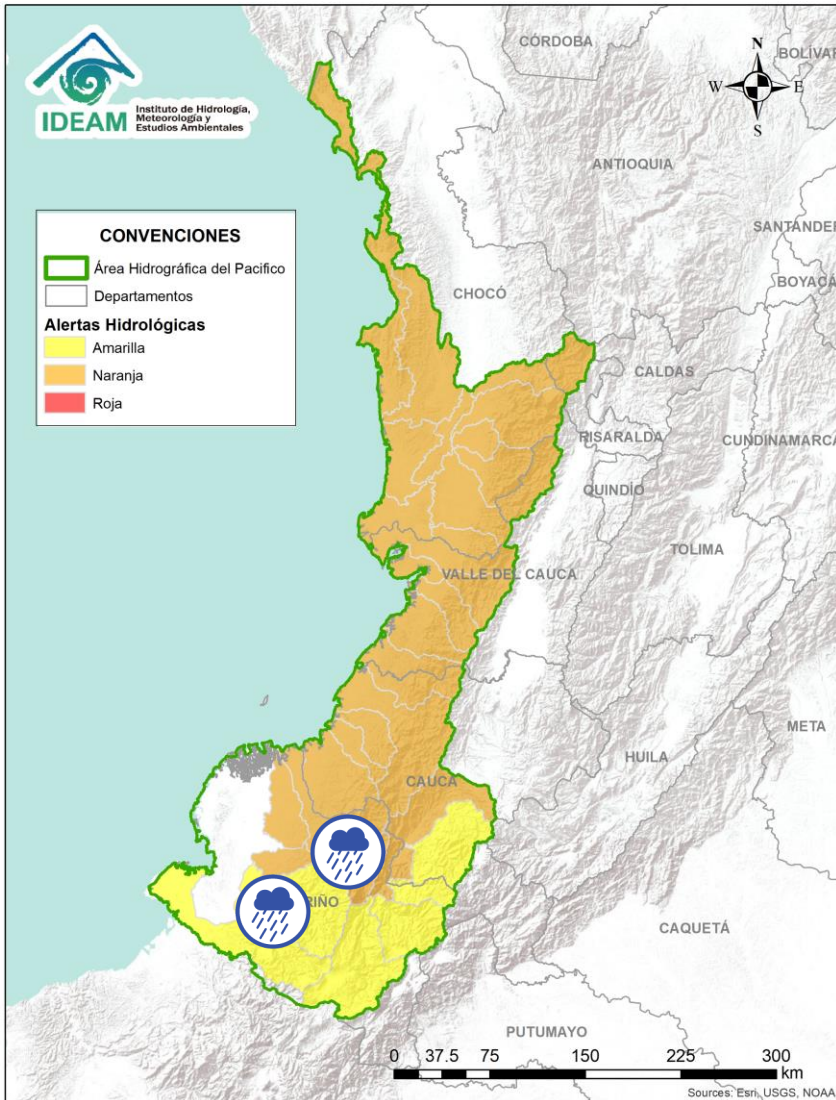 IDEAM
Instituto de Hidrología,
Meteorología y
Estudios Ambientales
CÓRDOBA
BOLÍVAR
N
W E
S
ANTIOQUIA
SANTANDER
BOYACÁ
CONVENCIONES
Área Hidrográfica del Pacifico
Departamentos
Alertas Hidrológicas
Amarilla
Naranja
Roja
CHOCÓ
CALDAS
RISARALDA
CUNDINAMARCA
QUINDÍO
TOLIMA
VALLE DEL CAUCA
META
HUILA
CAUCA
RIÑO
CAQUETÁ
PUTUMAYO
0 37.5 75 150 225 300
km
Sources: Esri, USGS, NOAA